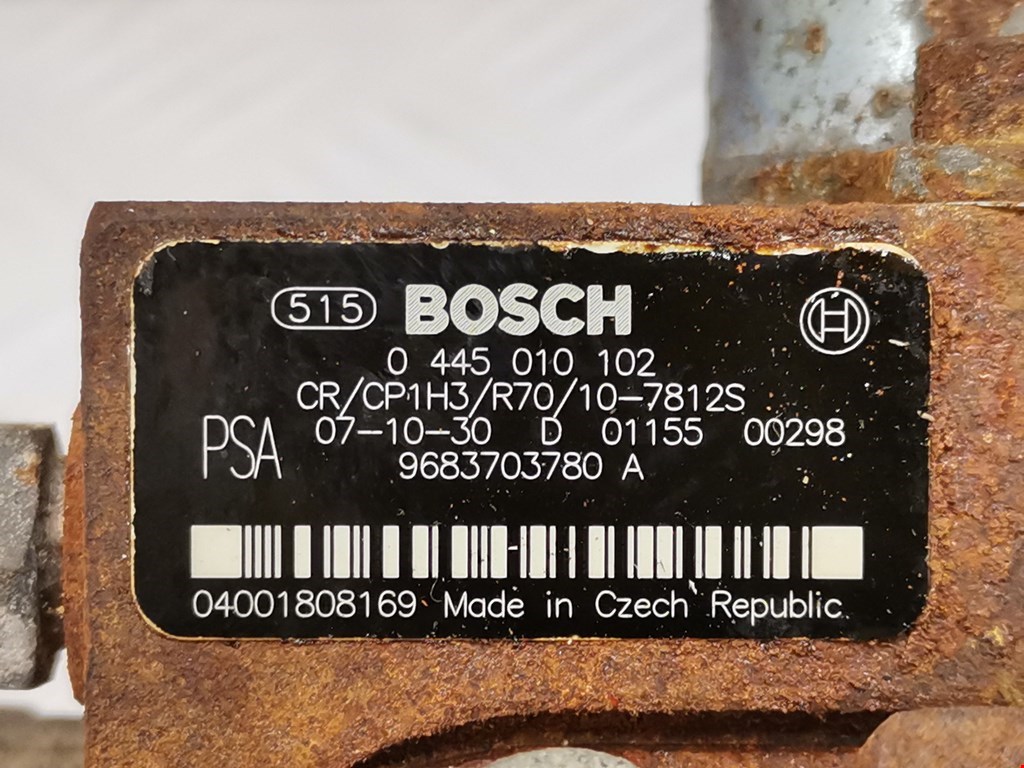 515 BOSCH
0 445 010 102
CR/CP1H3/R70/10-7812S
PSA 07-10-30 D 01155 00298
9683703780 A
04001808169 Made in Czech Republic